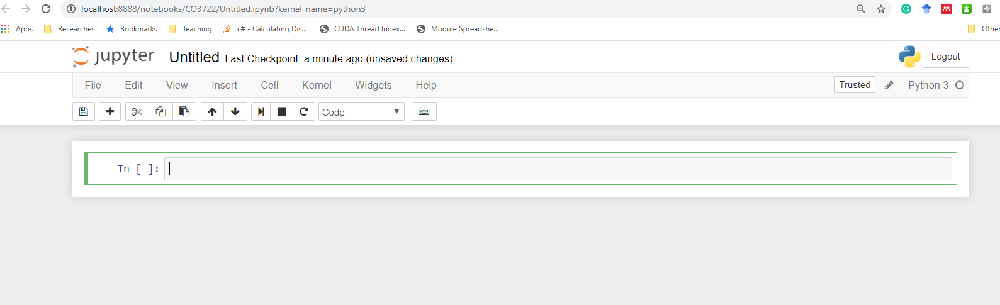 localhost:8888/notebooks/CO3722/Untitled.ipynb?kernel_name=python3
Apps Researches Bookmarks Teaching c# - Calculating Dis... CUDA Thread Index... Module Spreadshe... Other
jupyter Untitled Last Checkpoint: a minute ago (unsaved changes) Logout
File Edit View Insert Cell Kernel Widgets Help Trusted Python 3
Code
In [ ]: